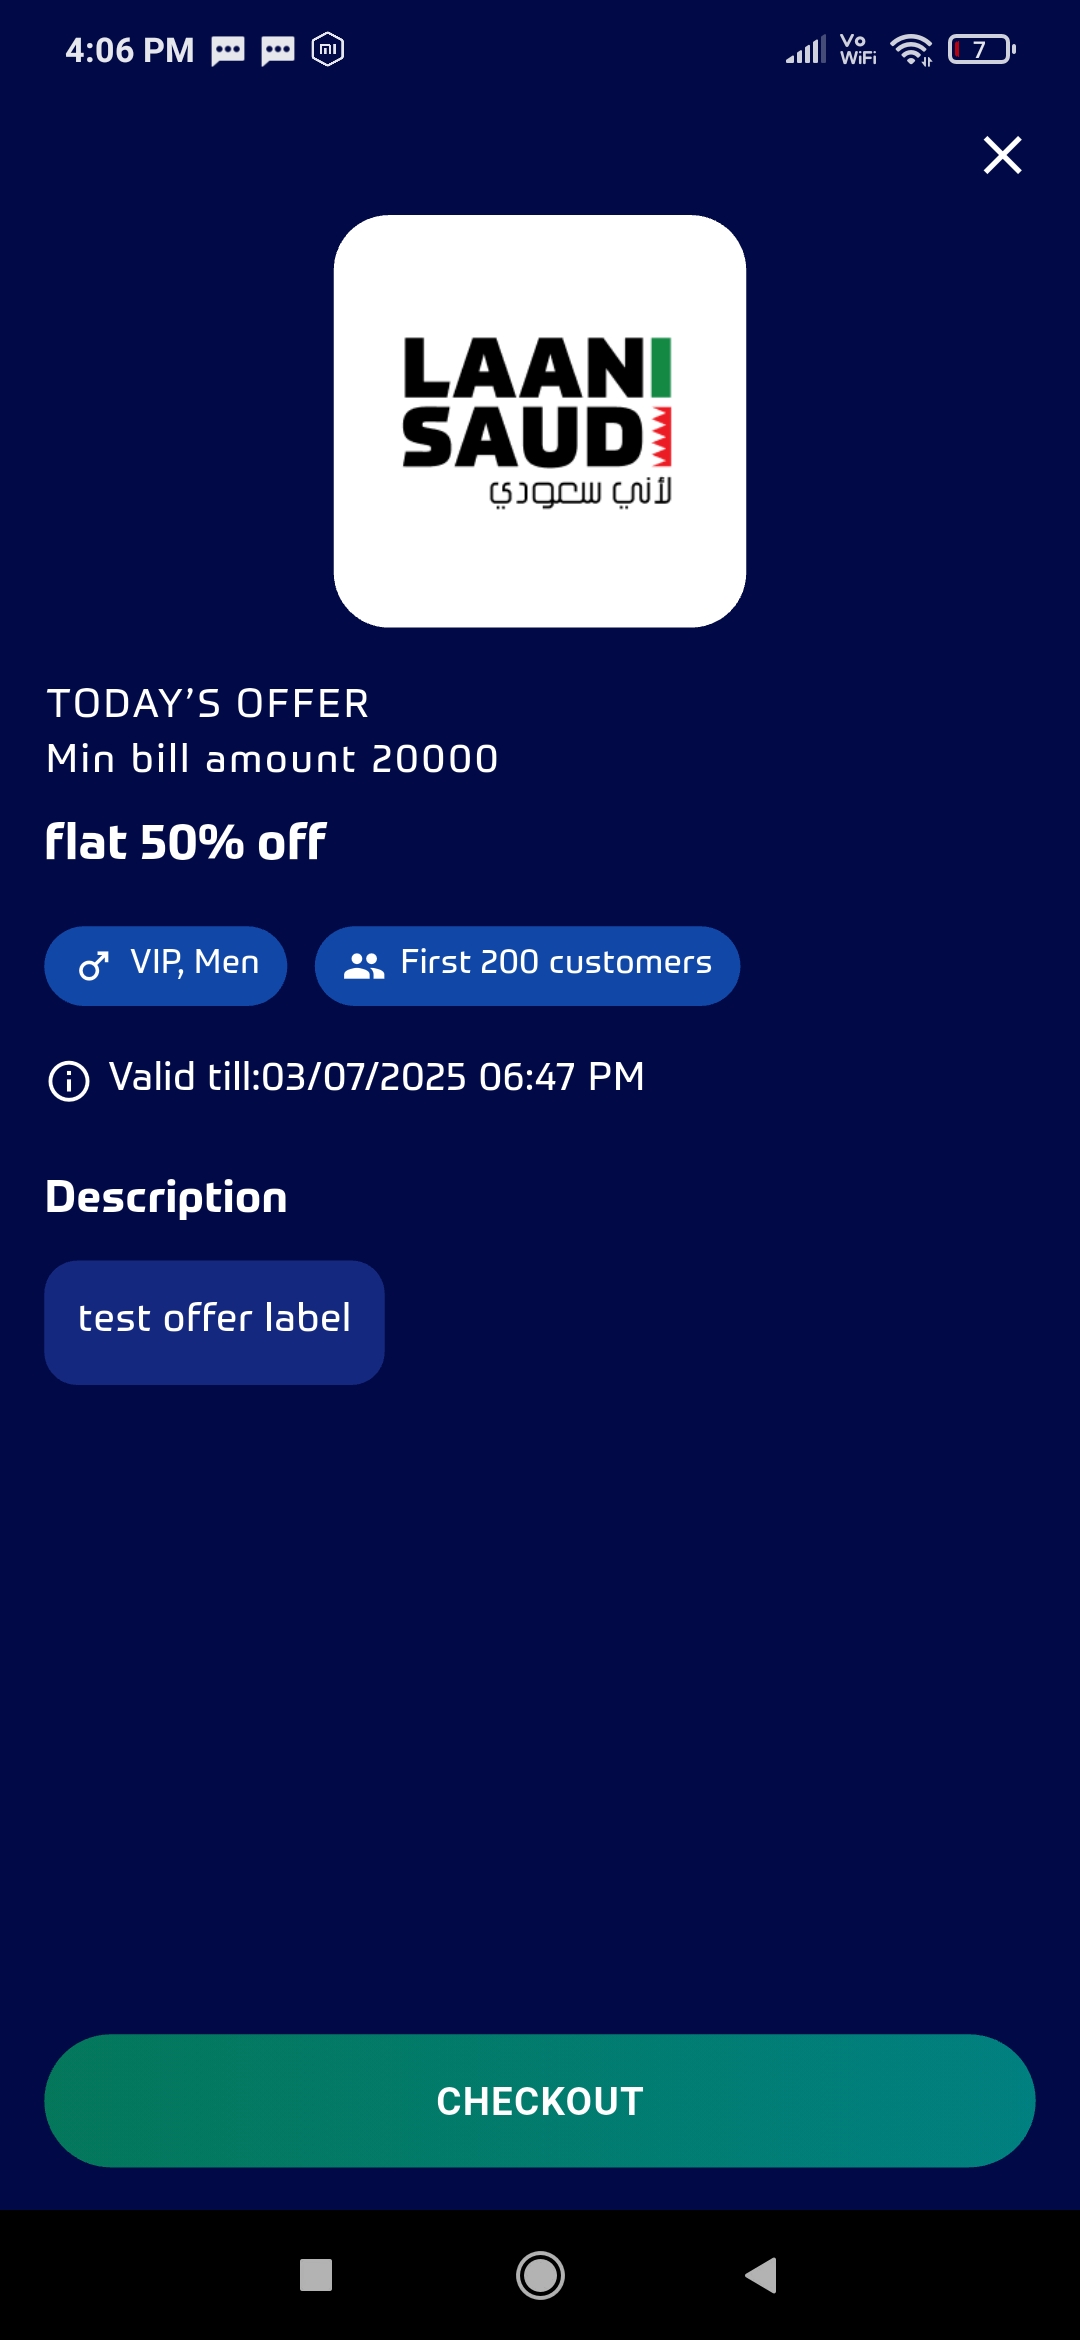 4:06 PM
Vo
WiFi
7
LAANI
SAUDI
لأني سعودي
TODAY’S OFFER
Min bill amount 20000
flat 50% off
VIP, Men
First 200 customers
Valid till:03/07/2025 06:47 PM
Description
test offer label
CHECKOUT